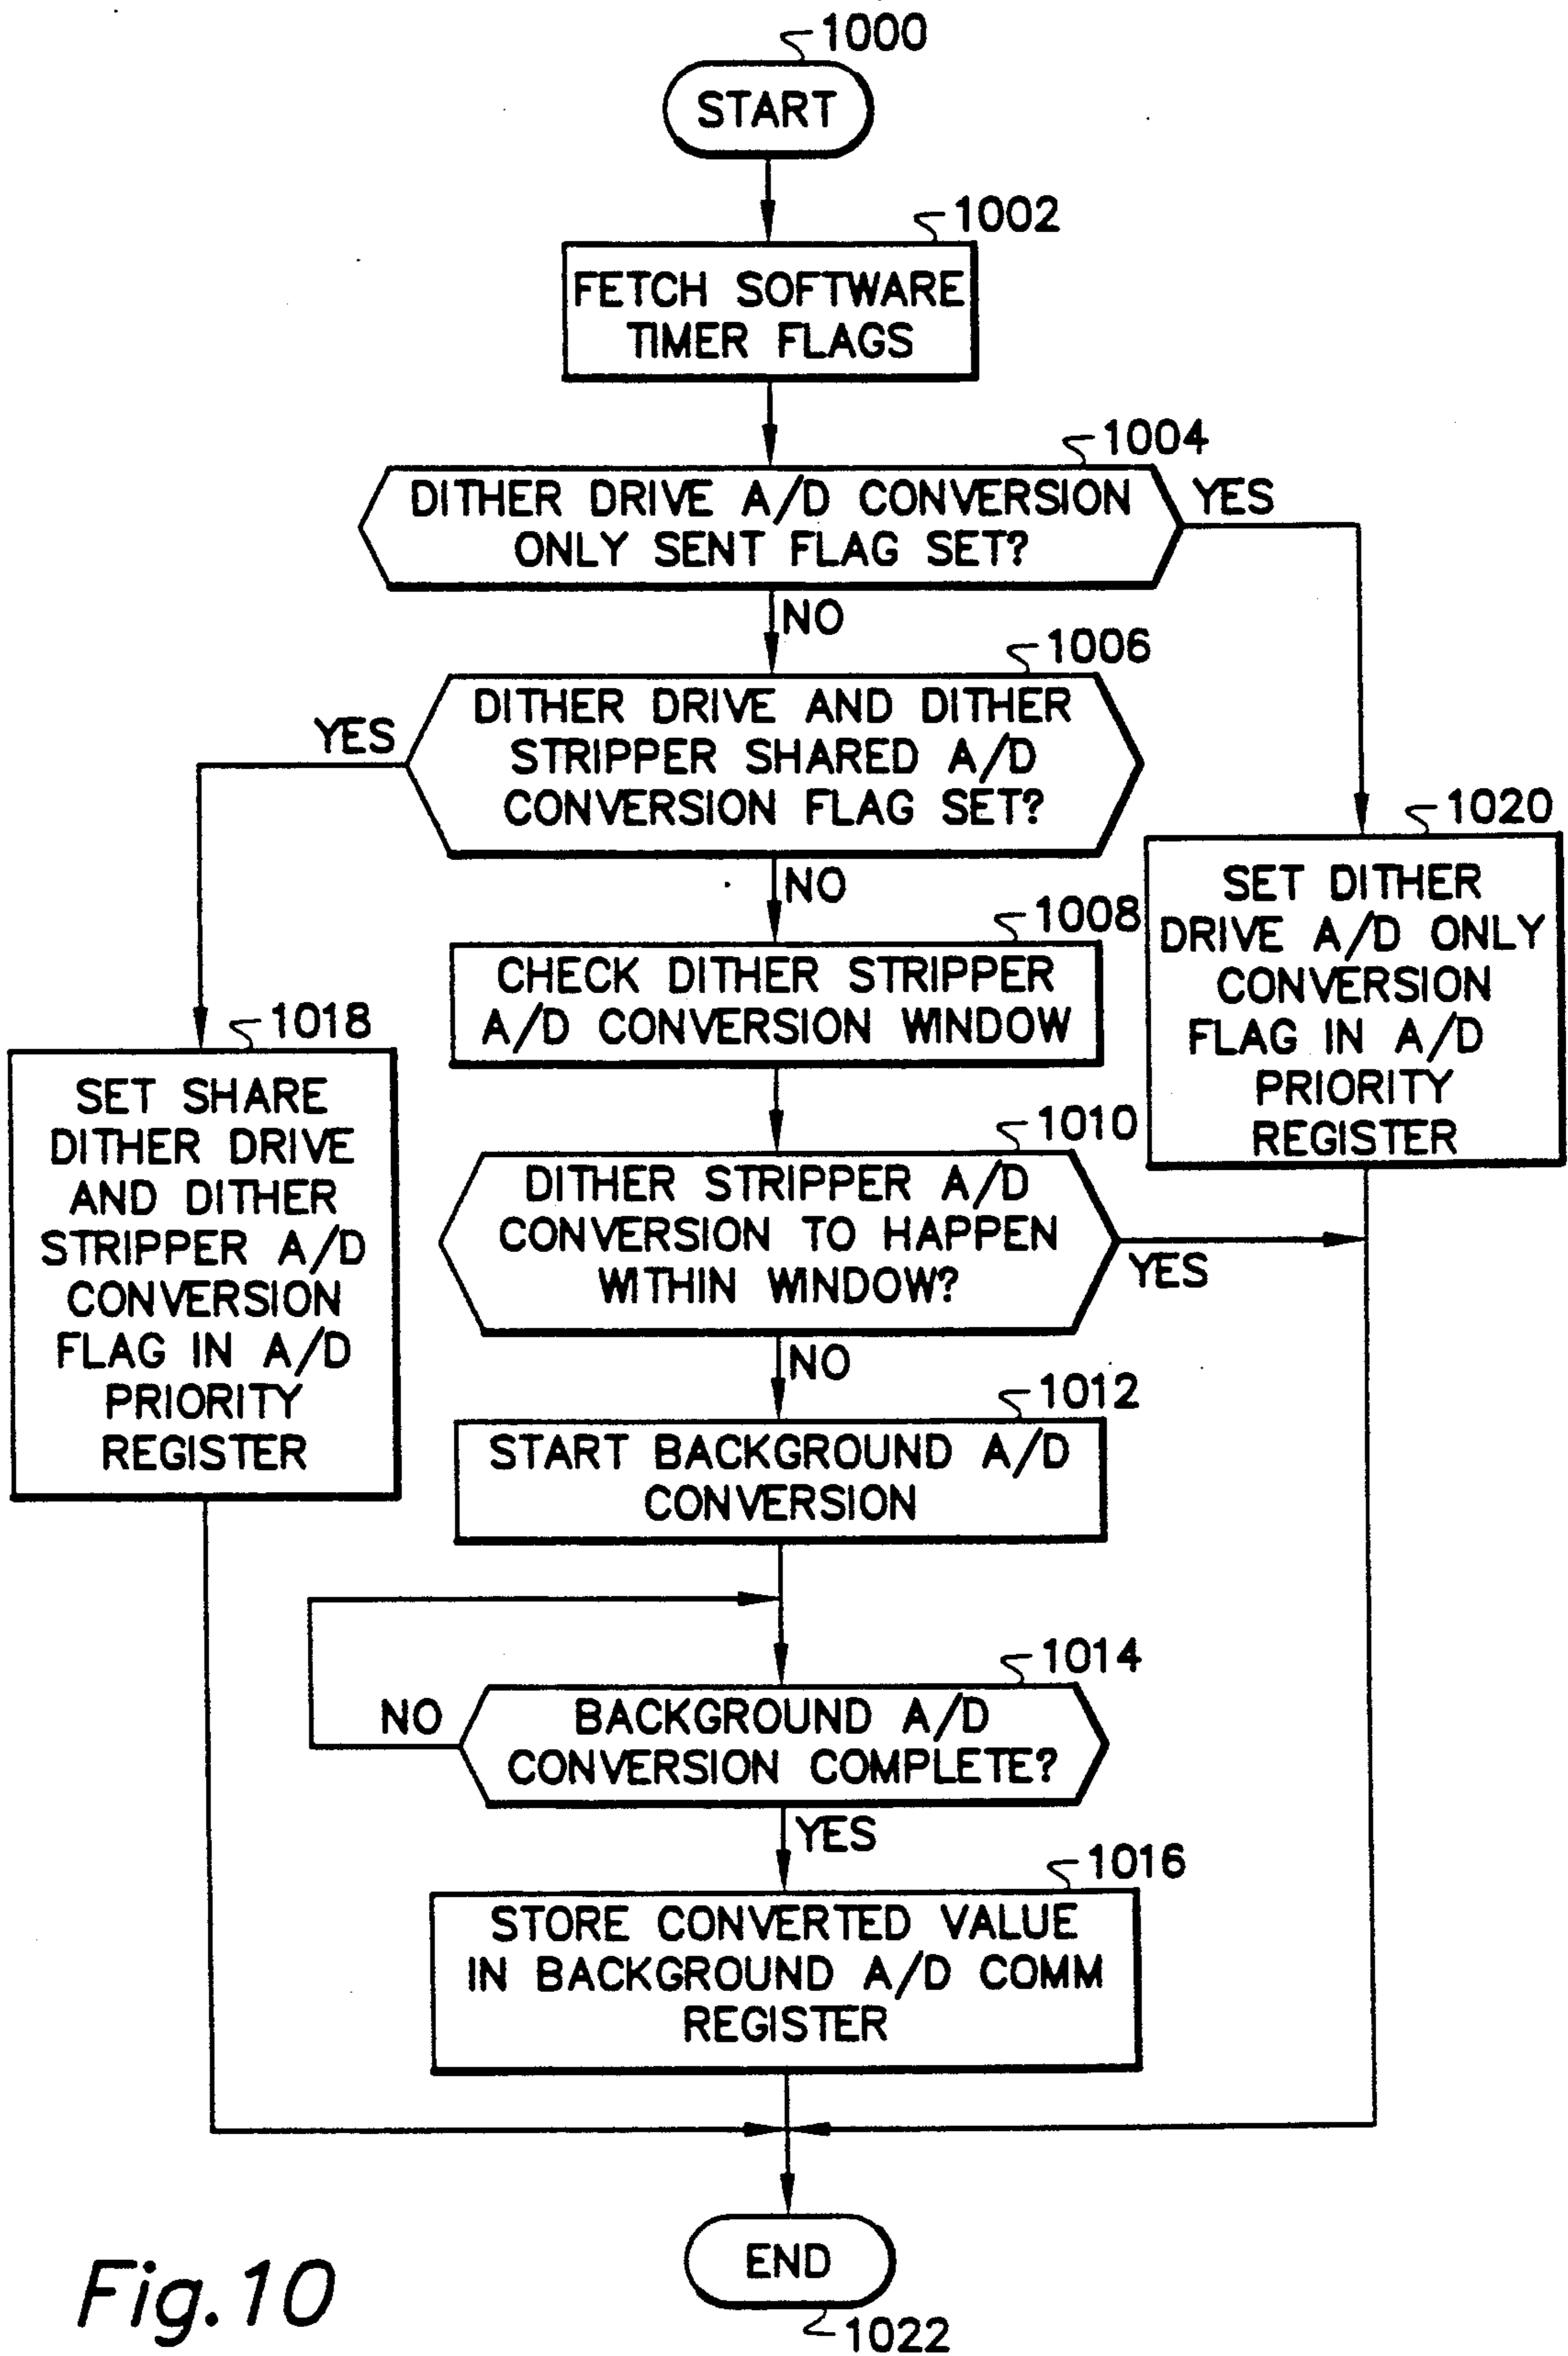 1000
START
1002
FETCH SOFTWARE
TIMER FLAGS
1004
DITHER DRIVE A/D CONVERSION
ONLY SENT FLAG SET?
YES
NO
1006
DITHER DRIVE AND DITHER
STRIPPER SHARED A/D
CONVERSION FLAG SET?
YES
NO
1008
CHECK DITHER STRIPPER
A/D CONVERSION WINDOW
1020
SET DITHER
DRIVE A/D ONLY
CONVERSION
FLAG IN A/D
PRIORITY
REGISTER
1018
SET SHARE
DITHER DRIVE
AND DITHER
STRIPPER A/D
CONVERSION
FLAG IN A/D
PRIORITY
REGISTER
1010
DITHER STRIPPER A/D
CONVERSION TO HAPPEN
WITHIN WINDOW?
YES
NO
1012
START BACKGROUND A/D
CONVERSION
1014
BACKGROUND A/D
CONVERSION COMPLETE?
NO
YES
1016
STORE CONVERTED VALUE
IN BACKGROUND A/D COMM
REGISTER
END
1022
Fig.10